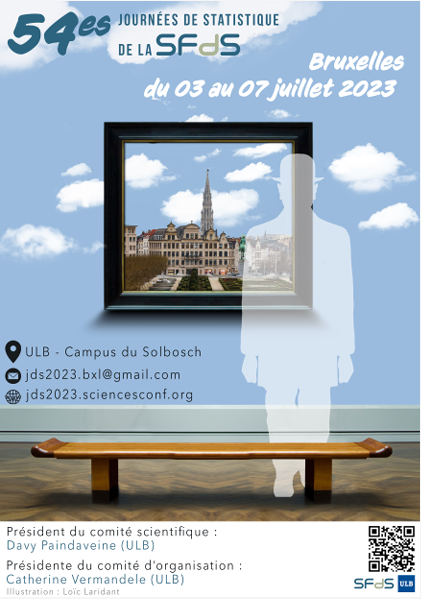 54es JOURNÉES DE STATISTIQUE
DE LA SFdS
Bruxelles
du 03 au 07 juillet 2023
ULB - Campus du Solbosch
jds2023.bxl@gmail.com
jds2023.sciencesconf.org
Président du comité scientifique :
Davy Paindaveine (ULB)
Présidente du comité d'organisation :
Catherine Vermandele (ULB)
Illustration : Loïc Laridant
SFdS ULB